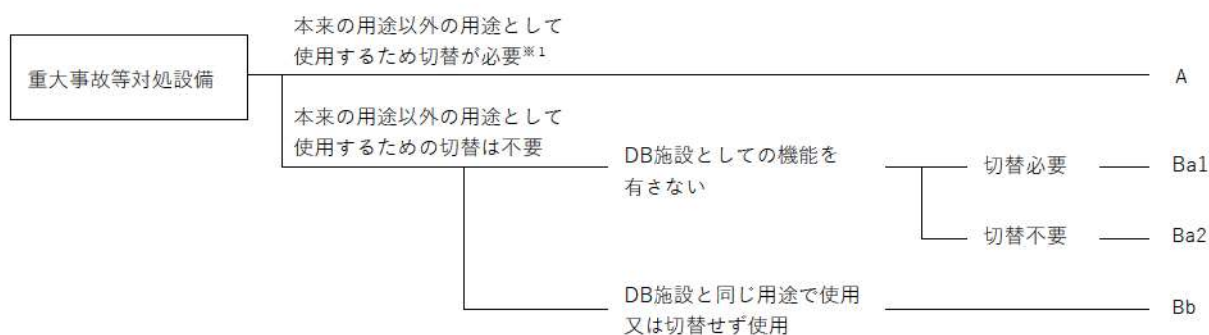 本来の用途以外の用途として
使用するため切替が必要※1
重大事故等対処設備
A
本来の用途以外の用途として
使用するための切替は不要
DB施設としての機能を
有さない
切替必要
Ba1
切替不要
Ba2
DB施設と同じ用途で使用
又は切替せず使用
Bb